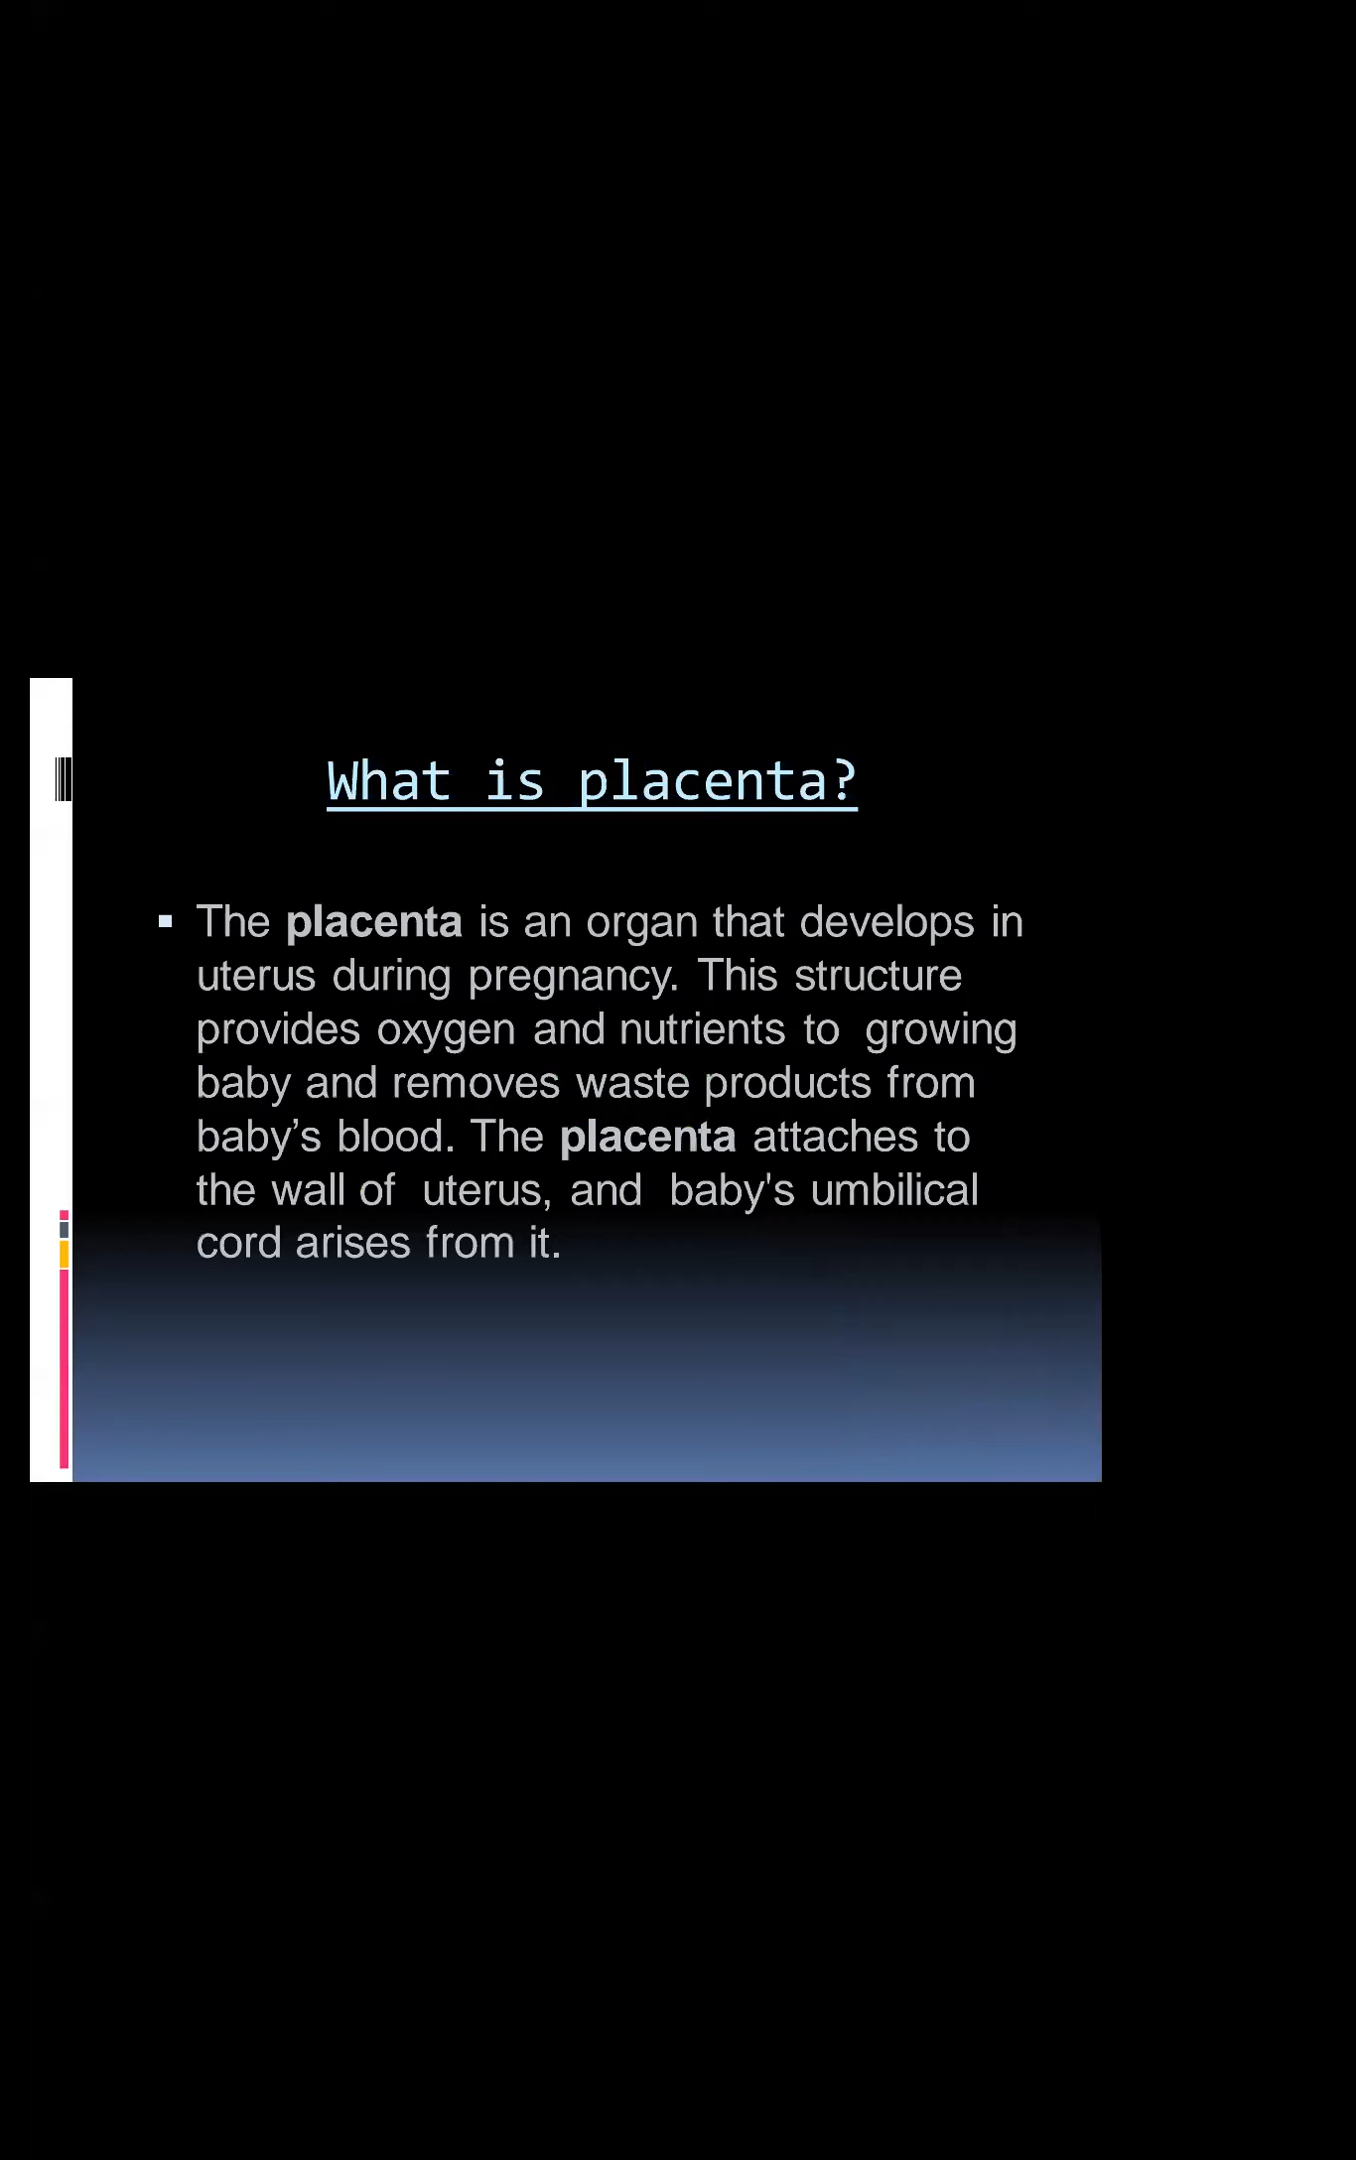 What is placenta?
▪ The placenta is an organ that develops in
uterus during pregnancy. This structure
provides oxygen and nutrients to growing
baby and removes waste products from
baby’s blood. The placenta attaches to
the wall of uterus, and baby's umbilical
cord arises from it.